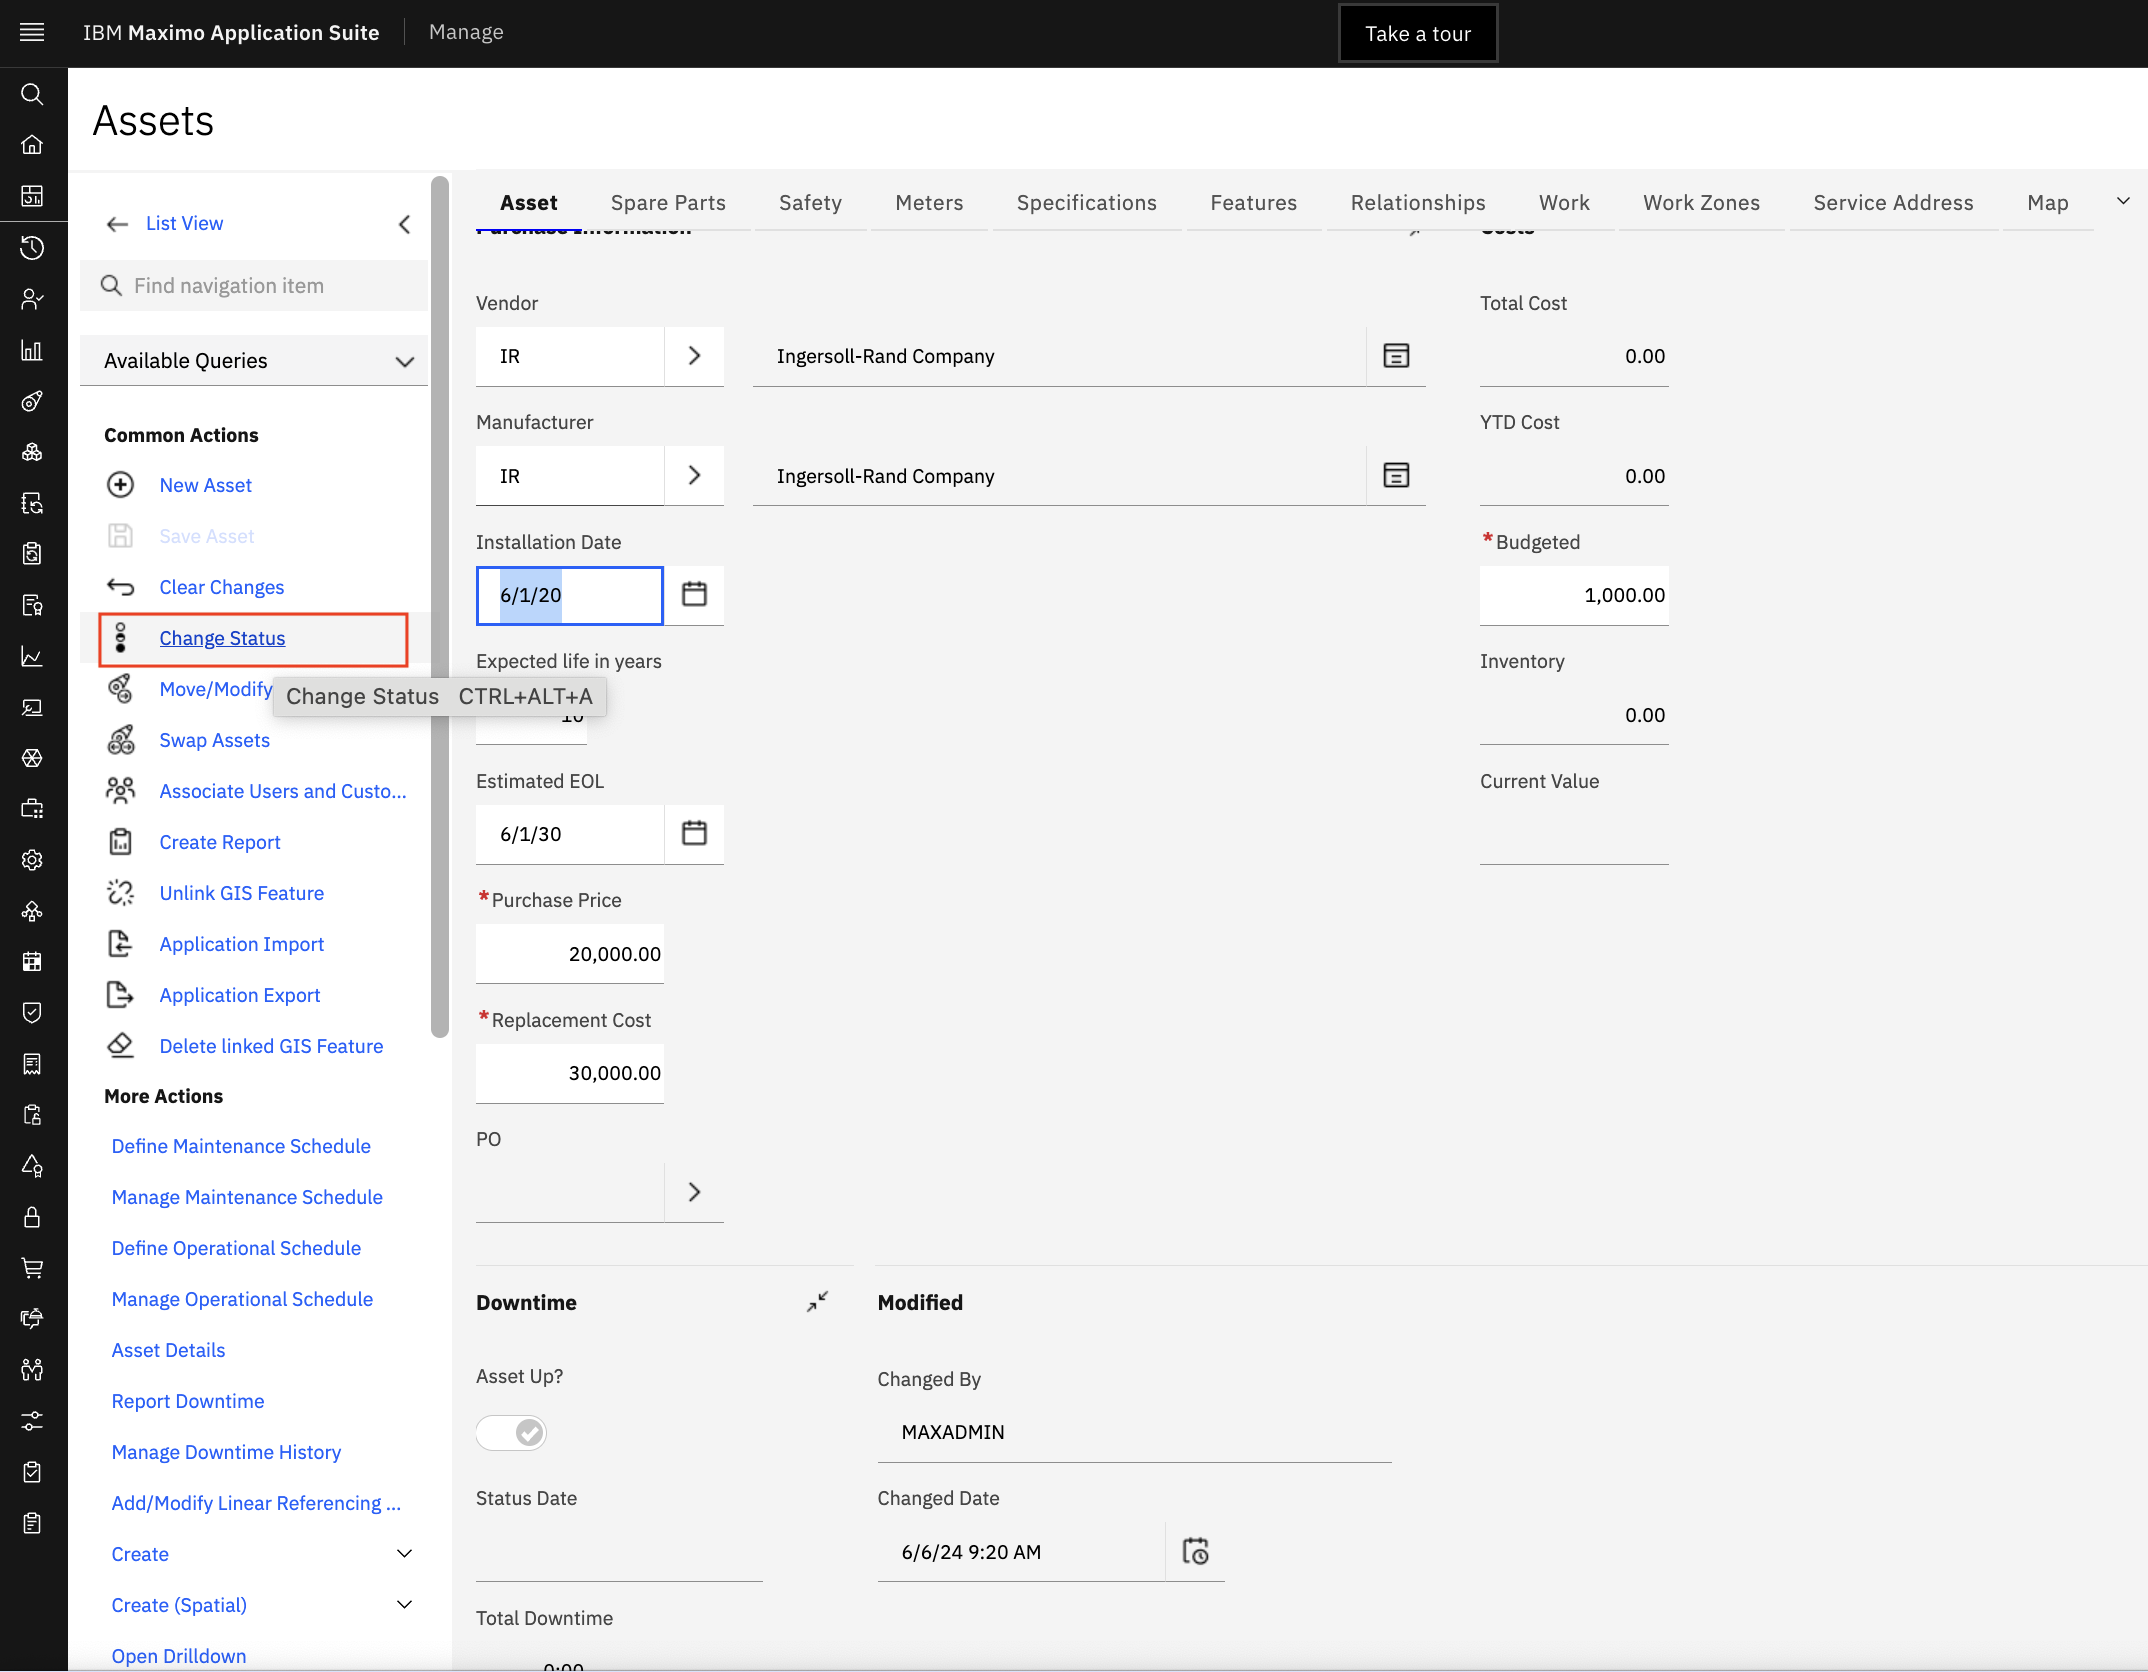 IBM Maximo Application Suite
Manage
Take a tour
Assets
List View
Find navigation item
Available Queries
Common Actions
New Asset
Save Asset
Clear Changes
Change Status
Move/Modify
Swap Assets
Associate Users and Custo...
Create Report
Unlink GIS Feature
Application Import
Application Export
Delete linked GIS Feature
More Actions
Define Maintenance Schedule
Manage Maintenance Schedule
Define Operational Schedule
Manage Operational Schedule
Asset Details
Report Downtime
Manage Downtime History
Add/Modify Linear Referencing ...
Create
Create (Spatial)
Open Drilldown
Change Status CTRL+ALT+A
Asset
Spare Parts
Safety
Meters
Specifications
Features
Relationships
Work
Work Zones
Service Address
Map
Purchase Information
Vendor
IR
Ingersoll-Rand Company
Manufacturer
IR
Ingersoll-Rand Company
Installation Date
6/1/20
Expected life in years
10
Estimated EOL
6/1/30
*Purchase Price
20,000.00
*Replacement Cost
30,000.00
PO
Costs
Total Cost
0.00
YTD Cost
0.00
*Budgeted
1,000.00
Inventory
0.00
Current Value
Downtime
Asset Up?
Status Date
Total Downtime
0:00
Modified
Changed By
MAXADMIN
Changed Date
6/6/24 9:20 AM